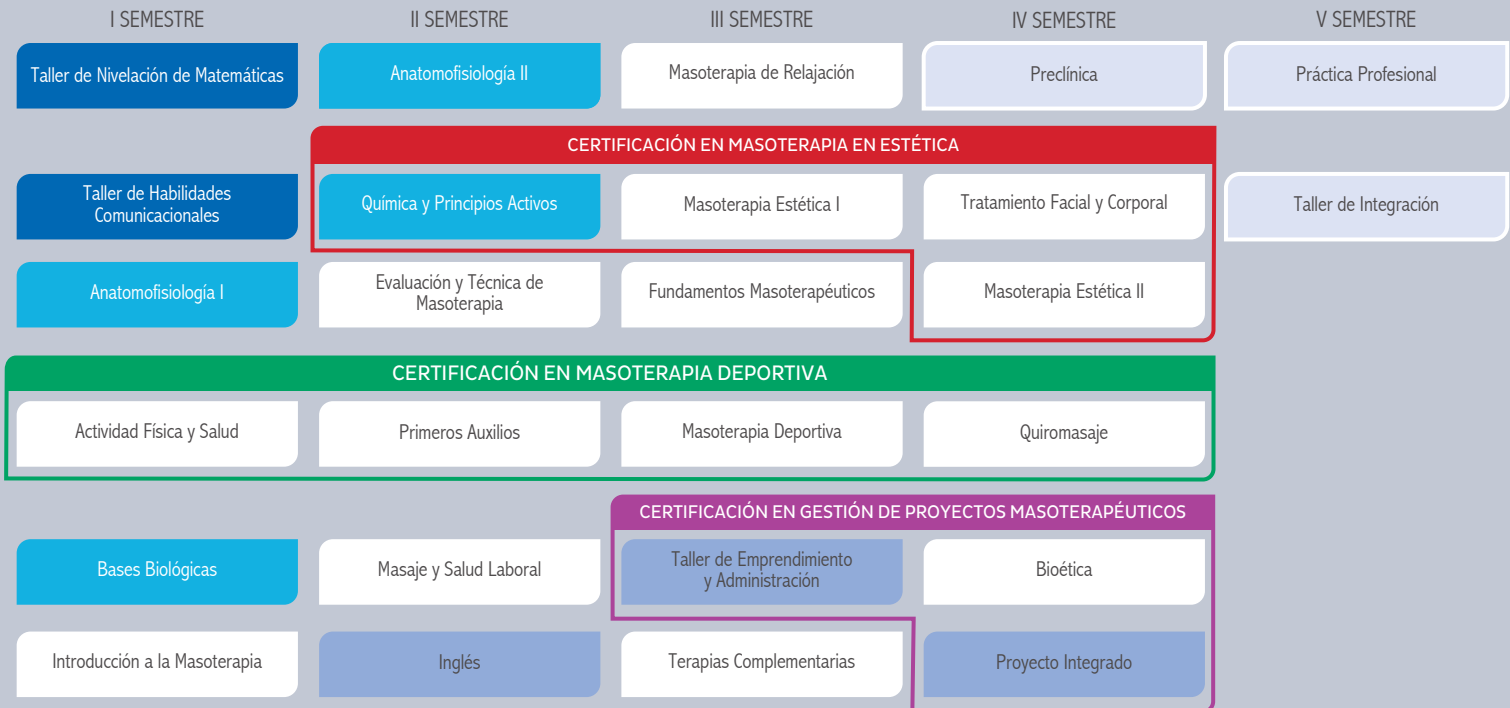 I SEMESTRE
II SEMESTRE
III SEMESTRE
IV SEMESTRE
V SEMESTRE
Taller de Nivelación de Matemáticas
Anatomofisiología II
Masoterapia de Relajación
Preclínica
Práctica Profesional
CERTIFICACIÓN EN MASOTERAPIA EN ESTÉTICA
Taller de Habilidades
Comunicacionales
Química y Principios Activos
Masoterapia Estética I
Tratamiento Facial y Corporal
Taller de Integración
Anatomofisiología I
Evaluación y Técnica de
Masoterapia
Fundamentos Masoterapéuticos
Masoterapia Estética II
CERTIFICACIÓN EN MASOTERAPIA DEPORTIVA
Actividad Física y Salud
Primeros Auxilios
Masoterapia Deportiva
Quiromasaje
CERTIFICACIÓN EN GESTIÓN DE PROYECTOS MASOTERAPÉUTICOS
Bases Biológicas
Masaje y Salud Laboral
Taller de Emprendimiento
y Administración
Bioética
Introducción a la Masoterapia
Inglés
Terapias Complementarias
Proyecto Integrado